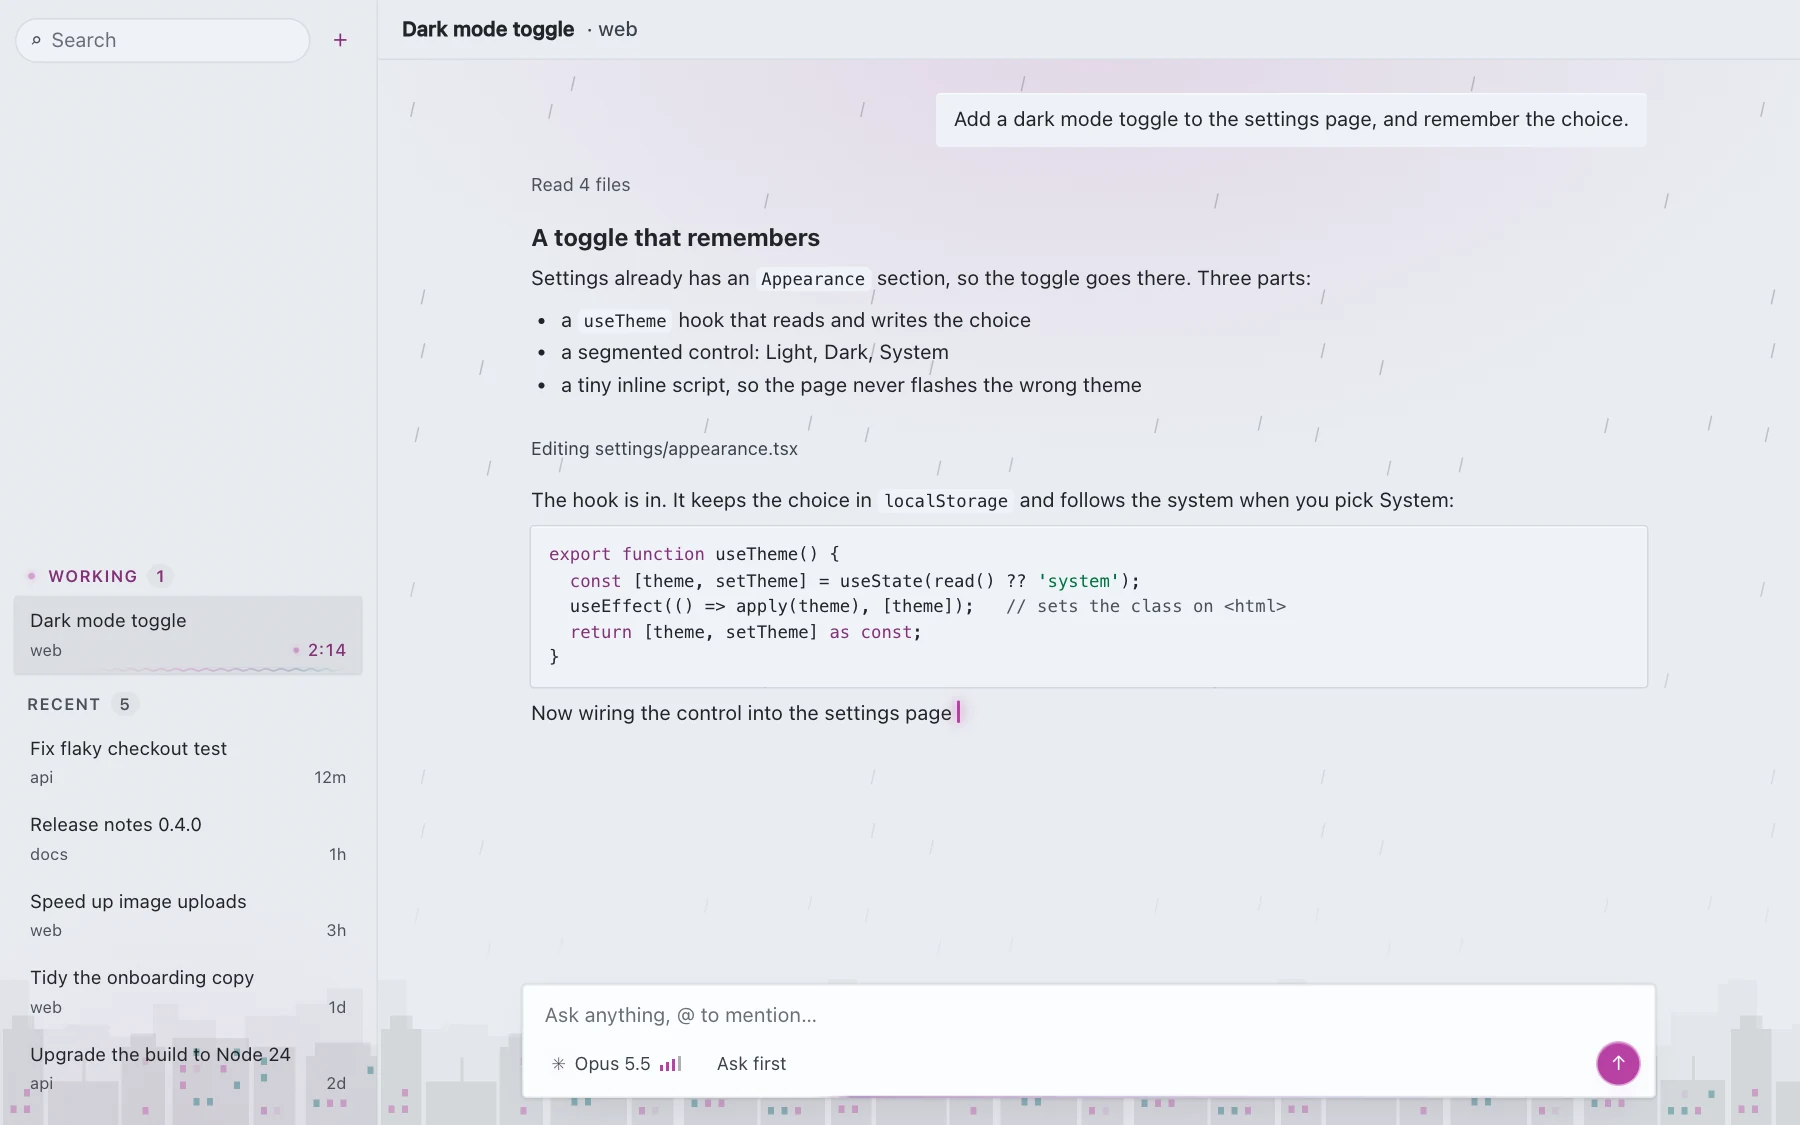 Search
+
WORKING 1
Dark mode toggle
web 2:14
RECENT 5
Fix flaky checkout test
api 12m
Release notes 0.4.0
docs 1h
Speed up image uploads
web 3h
Tidy the onboarding copy
web 1d
Upgrade the build to Node 24
api 2d
Dark mode toggle · web
Add a dark mode toggle to the settings page, and remember the choice.
Read 4 files
A toggle that remembers
Settings already has an Appearance section, so the toggle goes there. Three parts:
• a useTheme hook that reads and writes the choice
• a segmented control: Light, Dark, System
• a tiny inline script, so the page never flashes the wrong theme
Editing settings/appearance.tsx
The hook is in. It keeps the choice in localStorage and follows the system when you pick System:
export function useTheme() {
  const [theme, setTheme] = useState(read() ?? 'system');
  useEffect(() => apply(theme), [theme]);   // sets the class on <html>
  return [theme, setTheme] as const;
}
Now wiring the control into the settings page
Ask anything, @ to mention...
Opus 5.5 Ask first